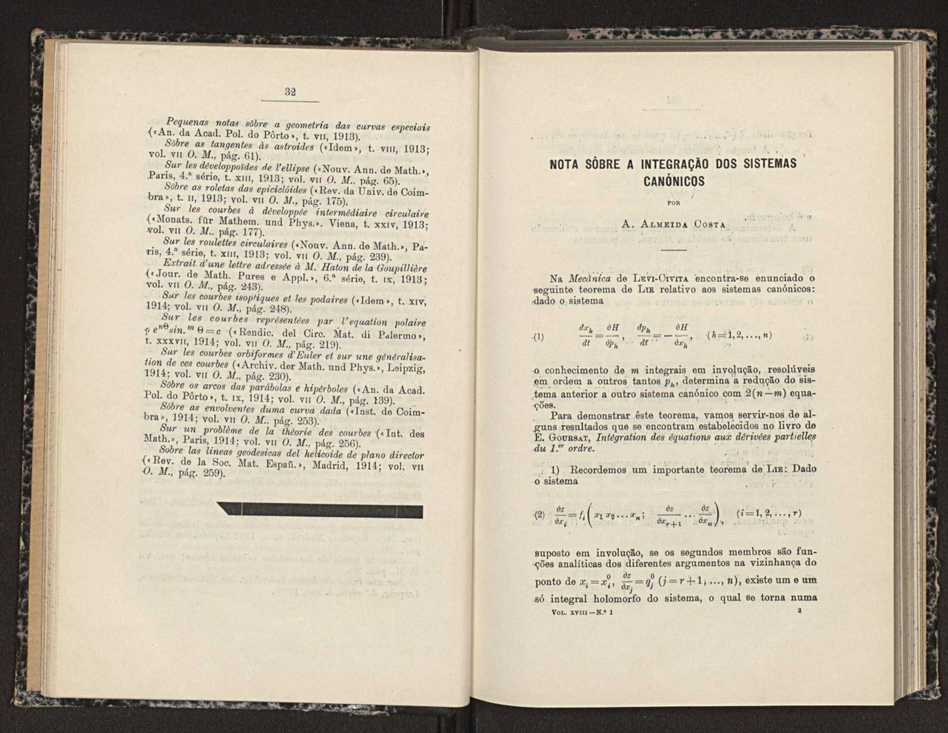 32
Pequenas notas sôbre a geometria das curvas especiais
(«An. da Acad. Pol. do Pôrto», t. VII, 1913).
Sôbre as tangentes às astroides («Idem», t. VIII, 1913;
vol. VII O. M., pág. 61).
Sur les développoïdes de l'ellipse («Nouv. Ann. de Math.»,
Paris, 4.ª série, t. XIII, 1913; vol. VII O. M., pág. 65).
Sôbre as roletas das epiciclóides («Rev. da Univ. de Coim-
bra», t. II, 1913; vol. VII O. M., pág. 175).
Sur les courbes à développée intermédiaire circulaire
(«Monats. für Mathem. und Phys.». Viena, t. XXIV, 1913;
vol. VII O. M., pág. 177).
Sur les roulettes circulaires («Nouv. Ann. de Math.», Pa-
ris, 4.ª série, t. XIII, 1913; vol. VII O. M., pág. 239).
Extrait d'une lettre adressée à M. Haton de la Goupillière
(«Jour. de Math. Pures e Appl.», 6.ª série, t. IX, 1913;
vol. VII O. M., pág. 243).
Sur les courbes isoptiques et les podaires («Idem», t. XIV,
1914; vol. VII O. M., pág. 248).
Sur les courbes représentées par l'equation polaire
ρ e^{nΘ} sin.^m Θ = c («Rendic. del Circ. Mat. di Palermo»,
t. XXXVII, 1914; vol. VII O. M., pág. 219).
Sur les courbes orbiformes d'Euler et sur une généralisa-
tion de ces courbes («Archiv. der Math. und Phys.», Leipzig,
1914; vol. VII O. M., pág. 230).
Sôbre os arcos das parábolas e hipérboles («An. da Acad.
Pol. do Pôrto», t. IX, 1914; vol. VII O. M., pág. 139).
Sôbre as envolventes duma curva dada («Inst. de Coim-
bra», 1914; vol. VII O. M., pág. 253).
Sur un problème de la théorie des courbes («Int. des
Math.», Paris, 1914; vol. VII O. M., pág. 256).
Sobre las lineas geodesicas del helicoide de plano director
(«Rev. de la Soc. Mat. Españ.», Madrid, 1914; vol. VII
O. M., pág. 259).
NOTA SÔBRE A INTEGRAÇÃO DOS SISTEMAS
CANÓNICOS
POR
A. ALMEIDA COSTA
Na Mecânica de LEVI-CIVITA encontra-se enunciado o
seguinte teorema de LIE relativo aos sistemas canónicos:
dado o sistema
(1) dx_h/dt = ∂H/∂p_h, dp_h/dt = − ∂H/∂x_h, (h=1,2,...,n)
o conhecimento de m integrais em involução, resolúveis
em ordem a outros tantos p_h, determina a redução do sis-
tema anterior a outro sistema canónico com 2(n−m) equa-
ções.
Para demonstrar êste teorema, vamos servir-nos de al-
guns resultados que se encontram estabelecidos no livro de
E. GOURSAT, Intégration des équations aux dérivées partielles
du 1.er ordre.
1) Recordemos um importante teorema de LIE: Dado
o sistema
(2) ∂z/∂x_i = f_i(x_1 x_2 ... x_n; ∂z/∂x_{r+1} ... ∂z/∂x_n), (i=1, 2, ..., r)
suposto em involução, se os segundos membros são fun-
ções analíticas dos diferentes argumentos na vizinhança do
ponto de x_i = x_i^0, ∂z/∂x_j = q_j^0 (j = r+1, ..., n), existe um e um
só integral holomorfo do sistema, o qual se torna numa
VOL. XVIII — N.º 1 3